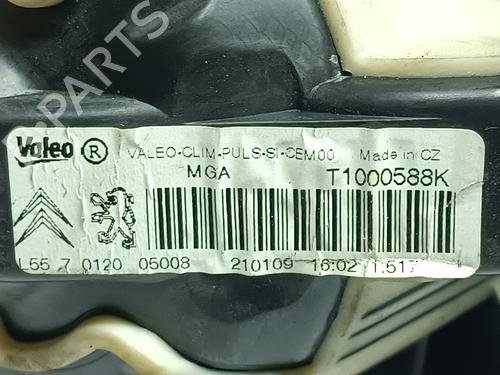 Valeo ® VALEO-CLIM-PULS-SI-CEM00 Made in CZ
MGA T1000588K
L55 7 0120 05008 210109 16:02 1.517